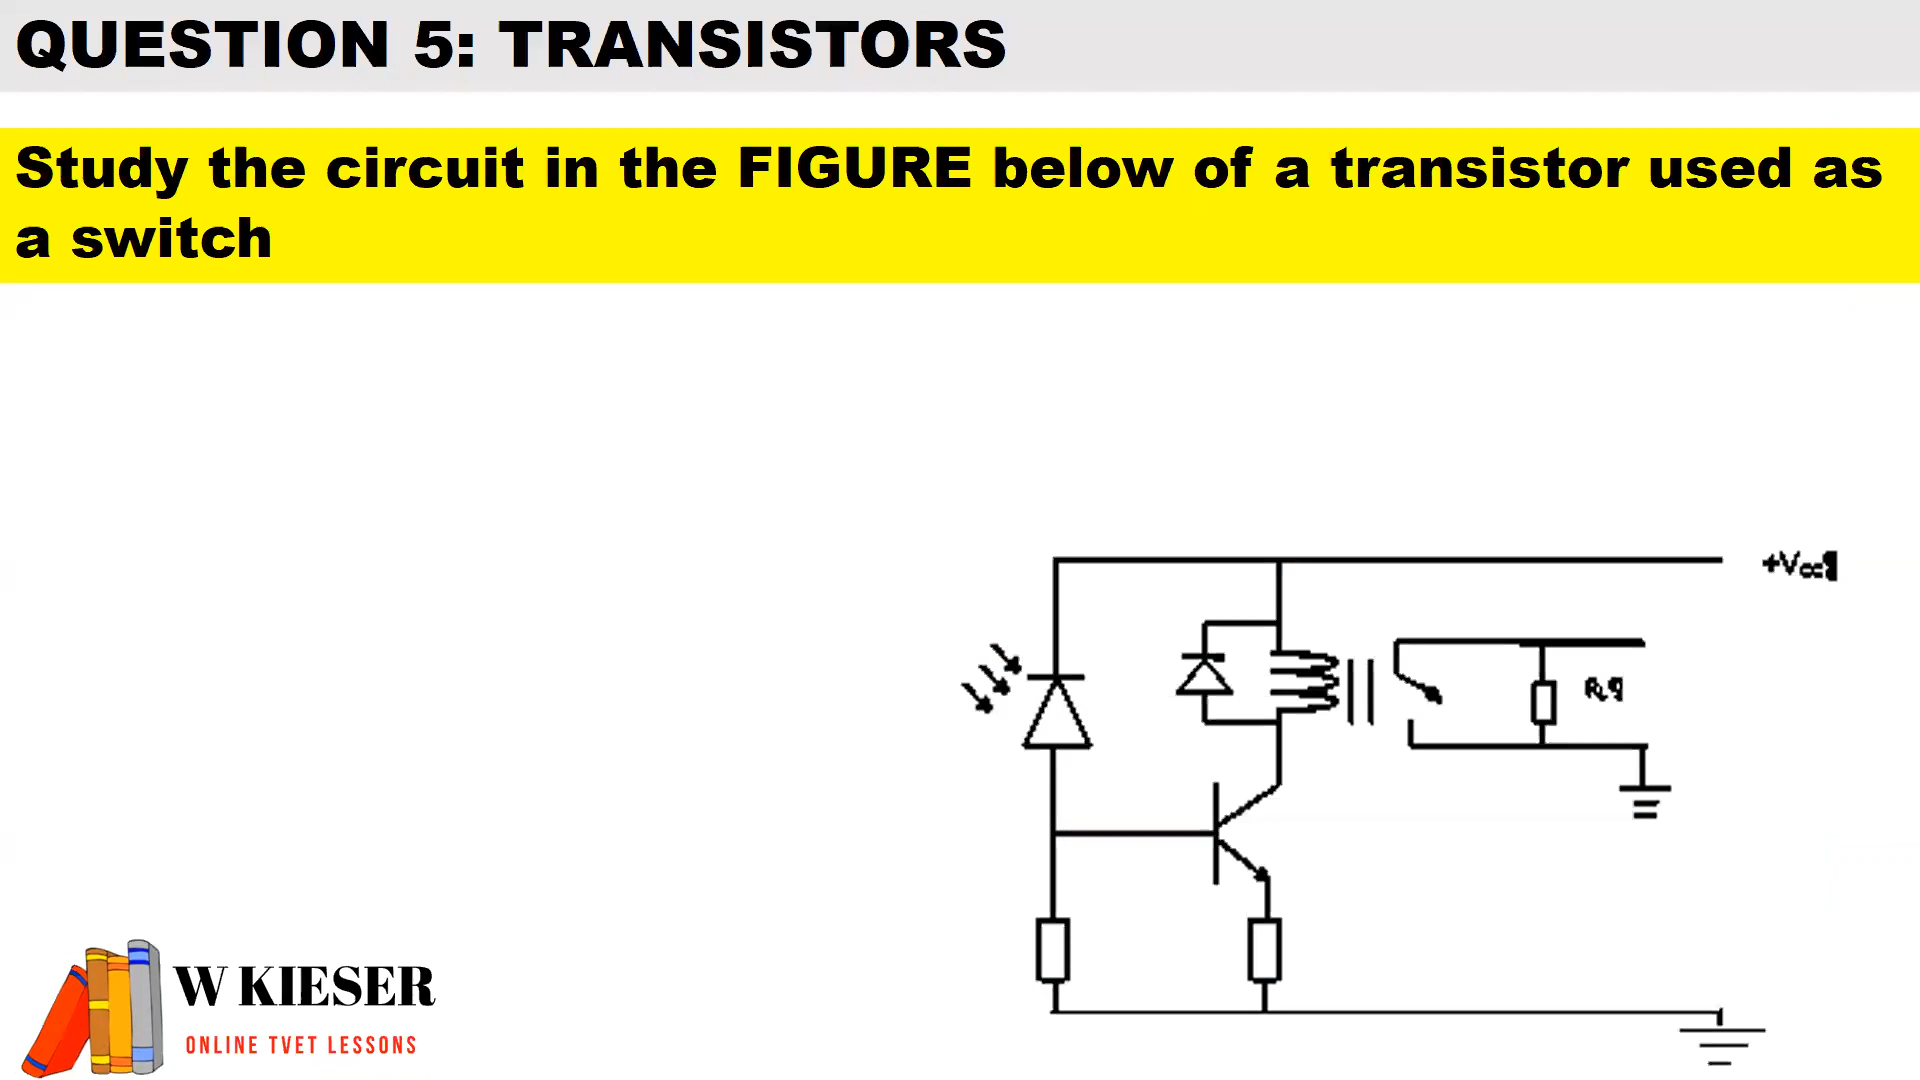 QUESTION 5: TRANSISTORS
Study the circuit in the FIGURE below of a transistor used as
a switch
+Vcc¶
W KIESER
ONLINE TVET LESSONS